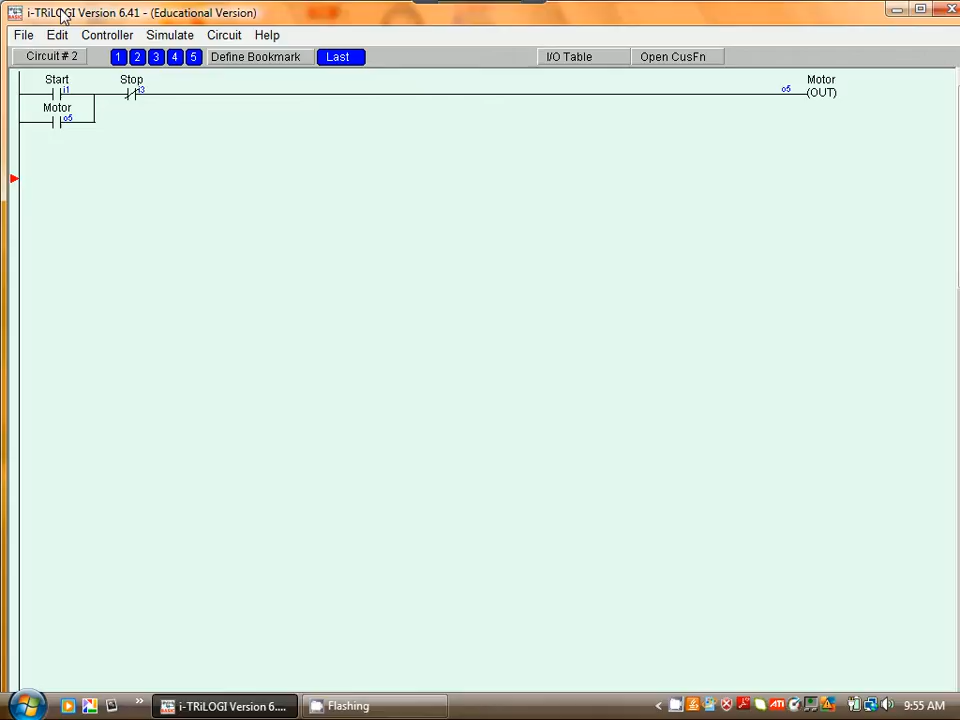 i-TRiLOGI Version 6.41 - (Educational Version)
File Edit Controller Simulate Circuit Help
Circuit # 2 1 2 3 4 5 Define Bookmark Last I/O Table Open CusFn
Start Stop Motor
i1 i3 o5 (OUT)
Motor
o5
i-TRiLOGI Version 6.... Flashing 9:55 AM